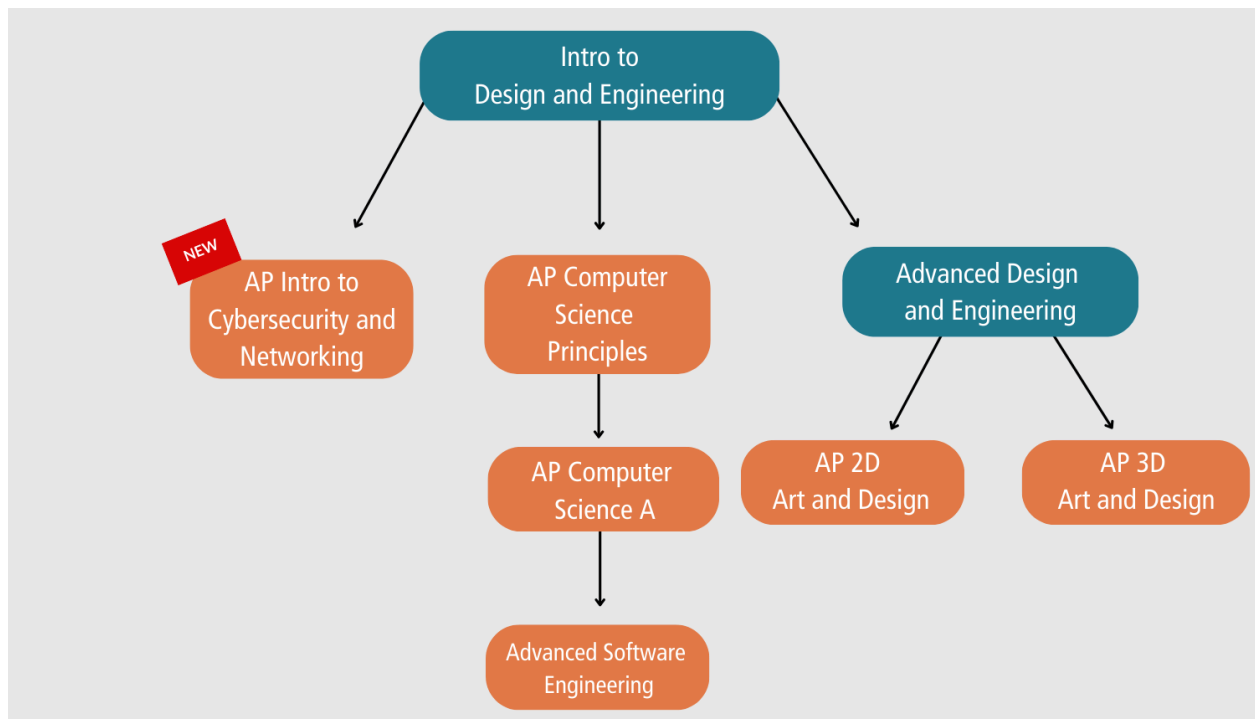 Intro to
Design and Engineering
NEW
AP Intro to
Cybersecurity and
Networking
AP Computer
Science
Principles
Advanced Design
and Engineering
AP Computer
Science A
AP 2D
Art and Design
AP 3D
Art and Design
Advanced Software
Engineering